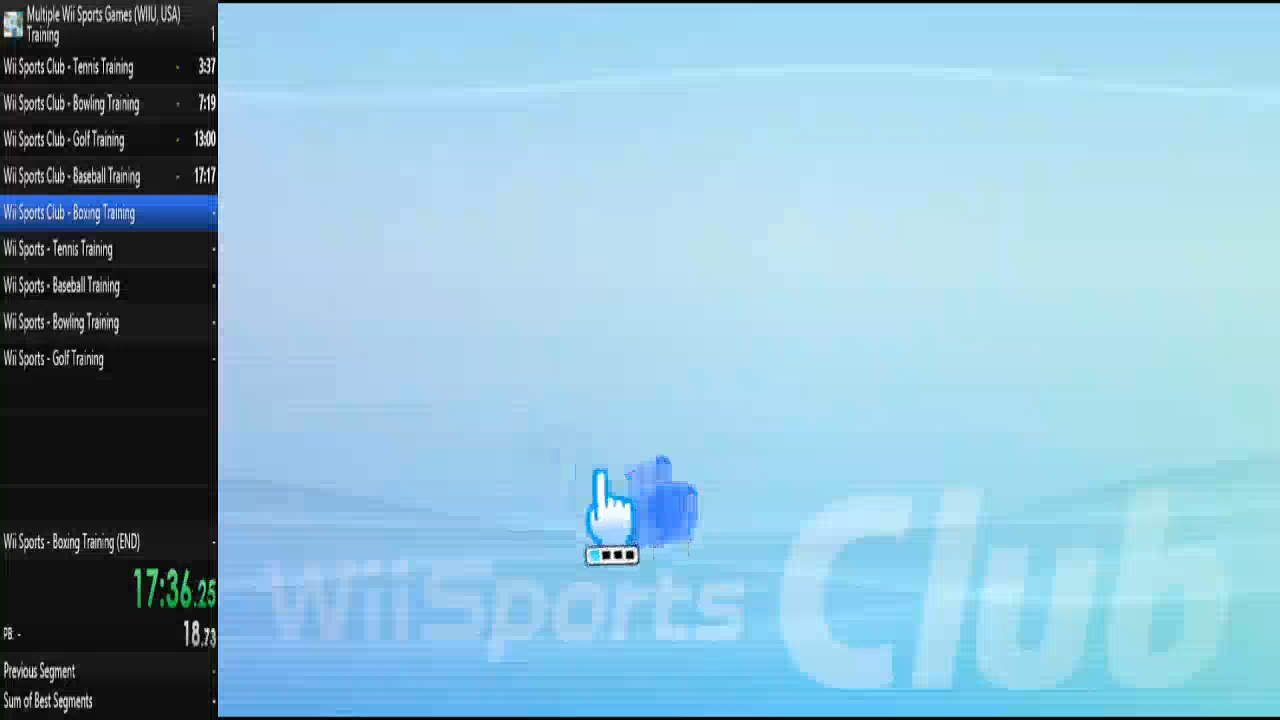 Multiple Wii Sports Games (WIIU, USA)
Training 1
Wii Sports Club - Tennis Training - 3:37
Wii Sports Club - Bowling Training - 7:19
Wii Sports Club - Golf Training - 13:00
Wii Sports Club - Baseball Training - 17:17
Wii Sports Club - Boxing Training -
Wii Sports - Tennis Training -
Wii Sports - Baseball Training -
Wii Sports - Bowling Training -
Wii Sports - Golf Training -
Wii Sports - Boxing Training (END) -
17:36.25
PB: - 18.73
Previous Segment -
Sum of Best Segments -
Wii Sports Club